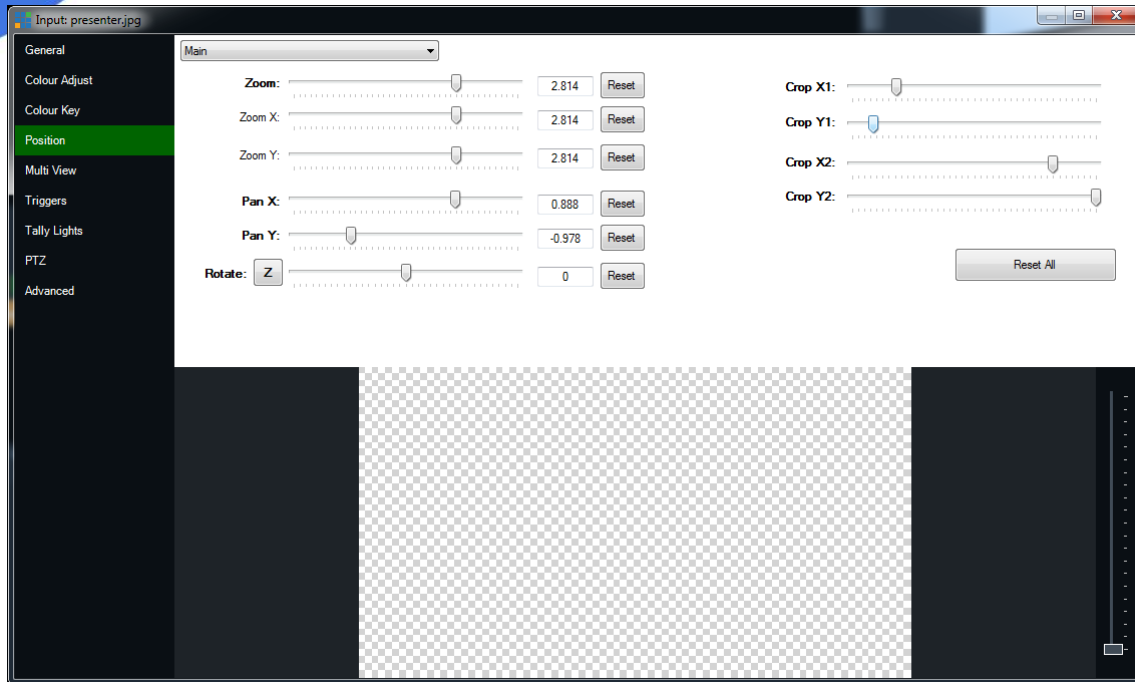 Input: presenter.jpg
General
Colour Adjust
Colour Key
Position
Multi View
Triggers
Tally Lights
PTZ
Advanced
Main
Zoom: 2.814 Reset
Zoom X: 2.814 Reset
Zoom Y: 2.814 Reset
Pan X: 0.888 Reset
Pan Y: -0.978 Reset
Rotate: Z 0 Reset
Crop X1:
Crop Y1:
Crop X2:
Crop Y2:
Reset All